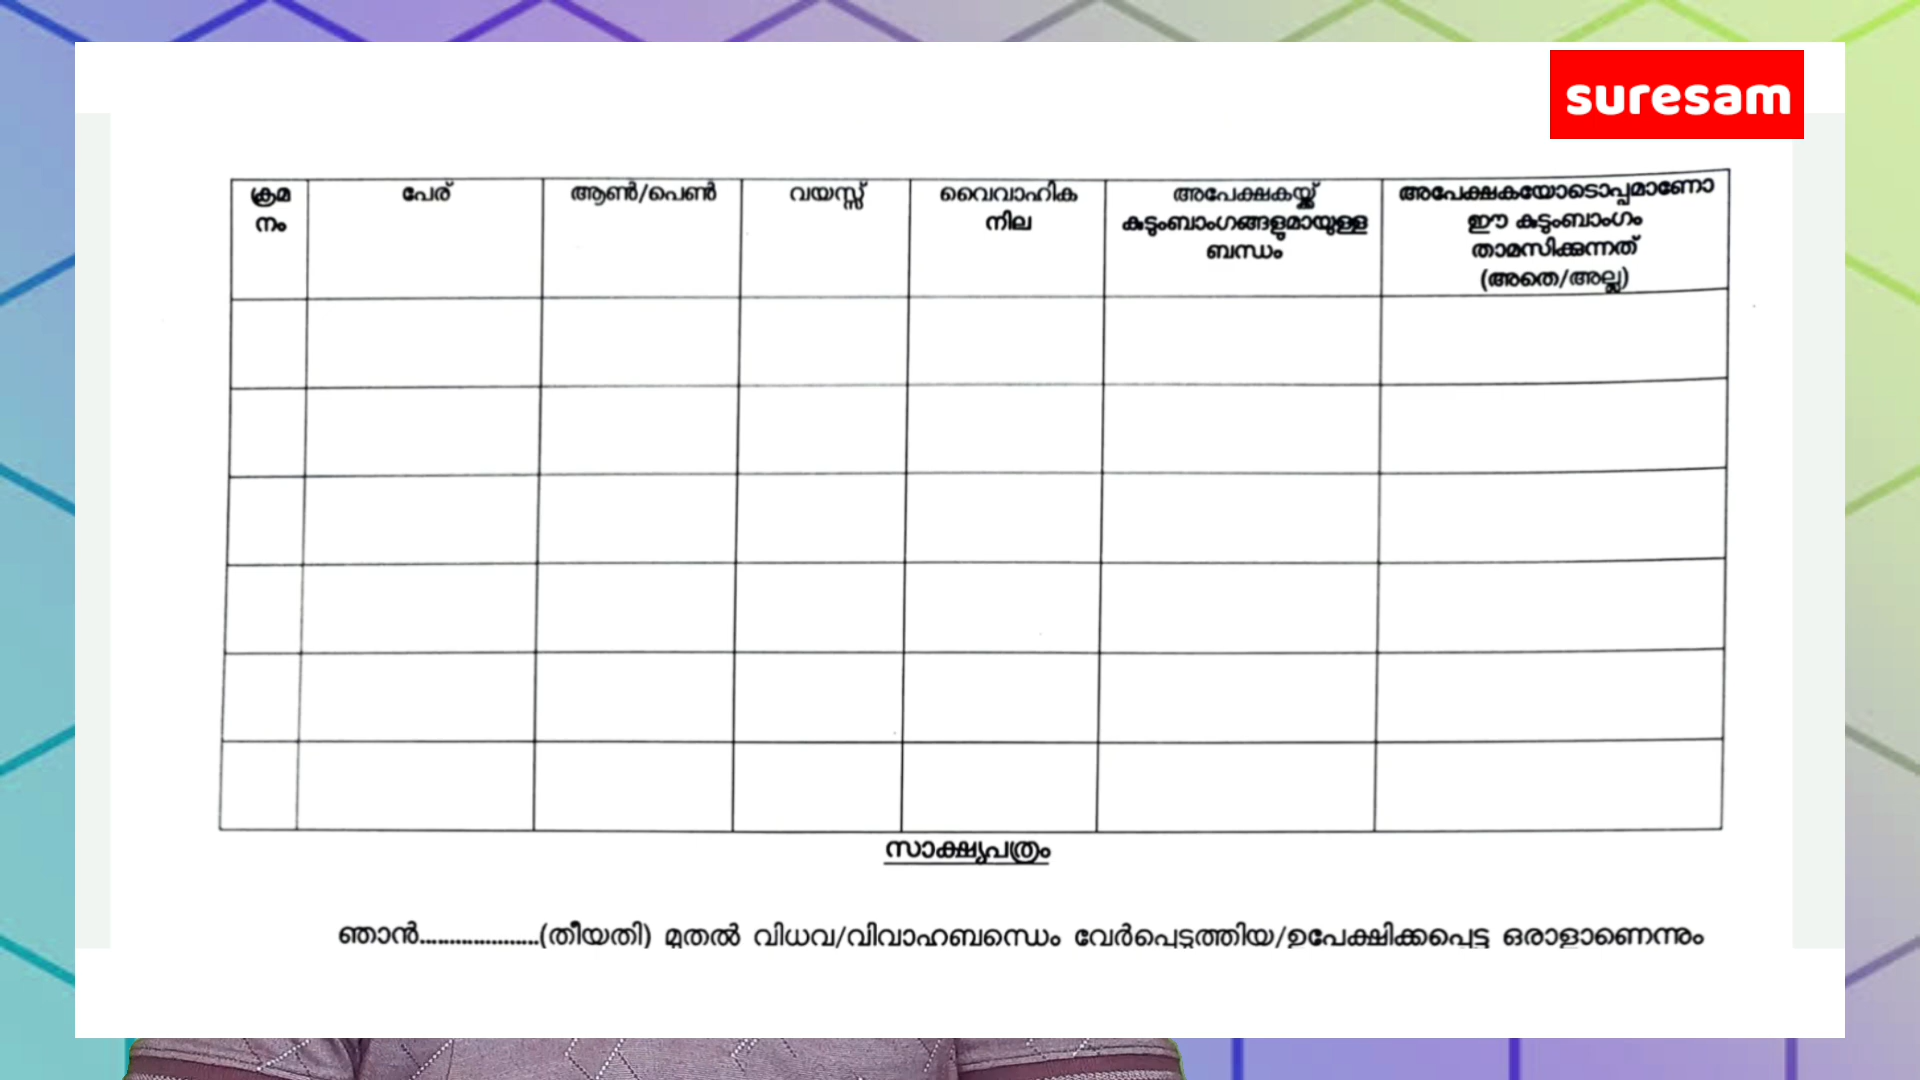 suresam
ക്രമ നം
പേര്
ആൺ/പെൺ
വയസ്സ്
വൈവാഹിക
നില
അപേക്ഷകയ്ക്ക്
കുടുംബാംഗങ്ങളുമായുള്ള
ബന്ധം
അപേക്ഷകയോടൊപ്പമാണോ
ഈ കുടുംബാംഗം
താമസിക്കുന്നത്
(അതെ/അല്ല)
സാക്ഷ്യപത്രം
ഞാൻ....................(തീയതി) മുതൽ വിധവ/വിവാഹബന്ധം വേർപെടുത്തിയ/ഉപേക്ഷിക്കപ്പെട്ട ഒരാളാണെന്നും